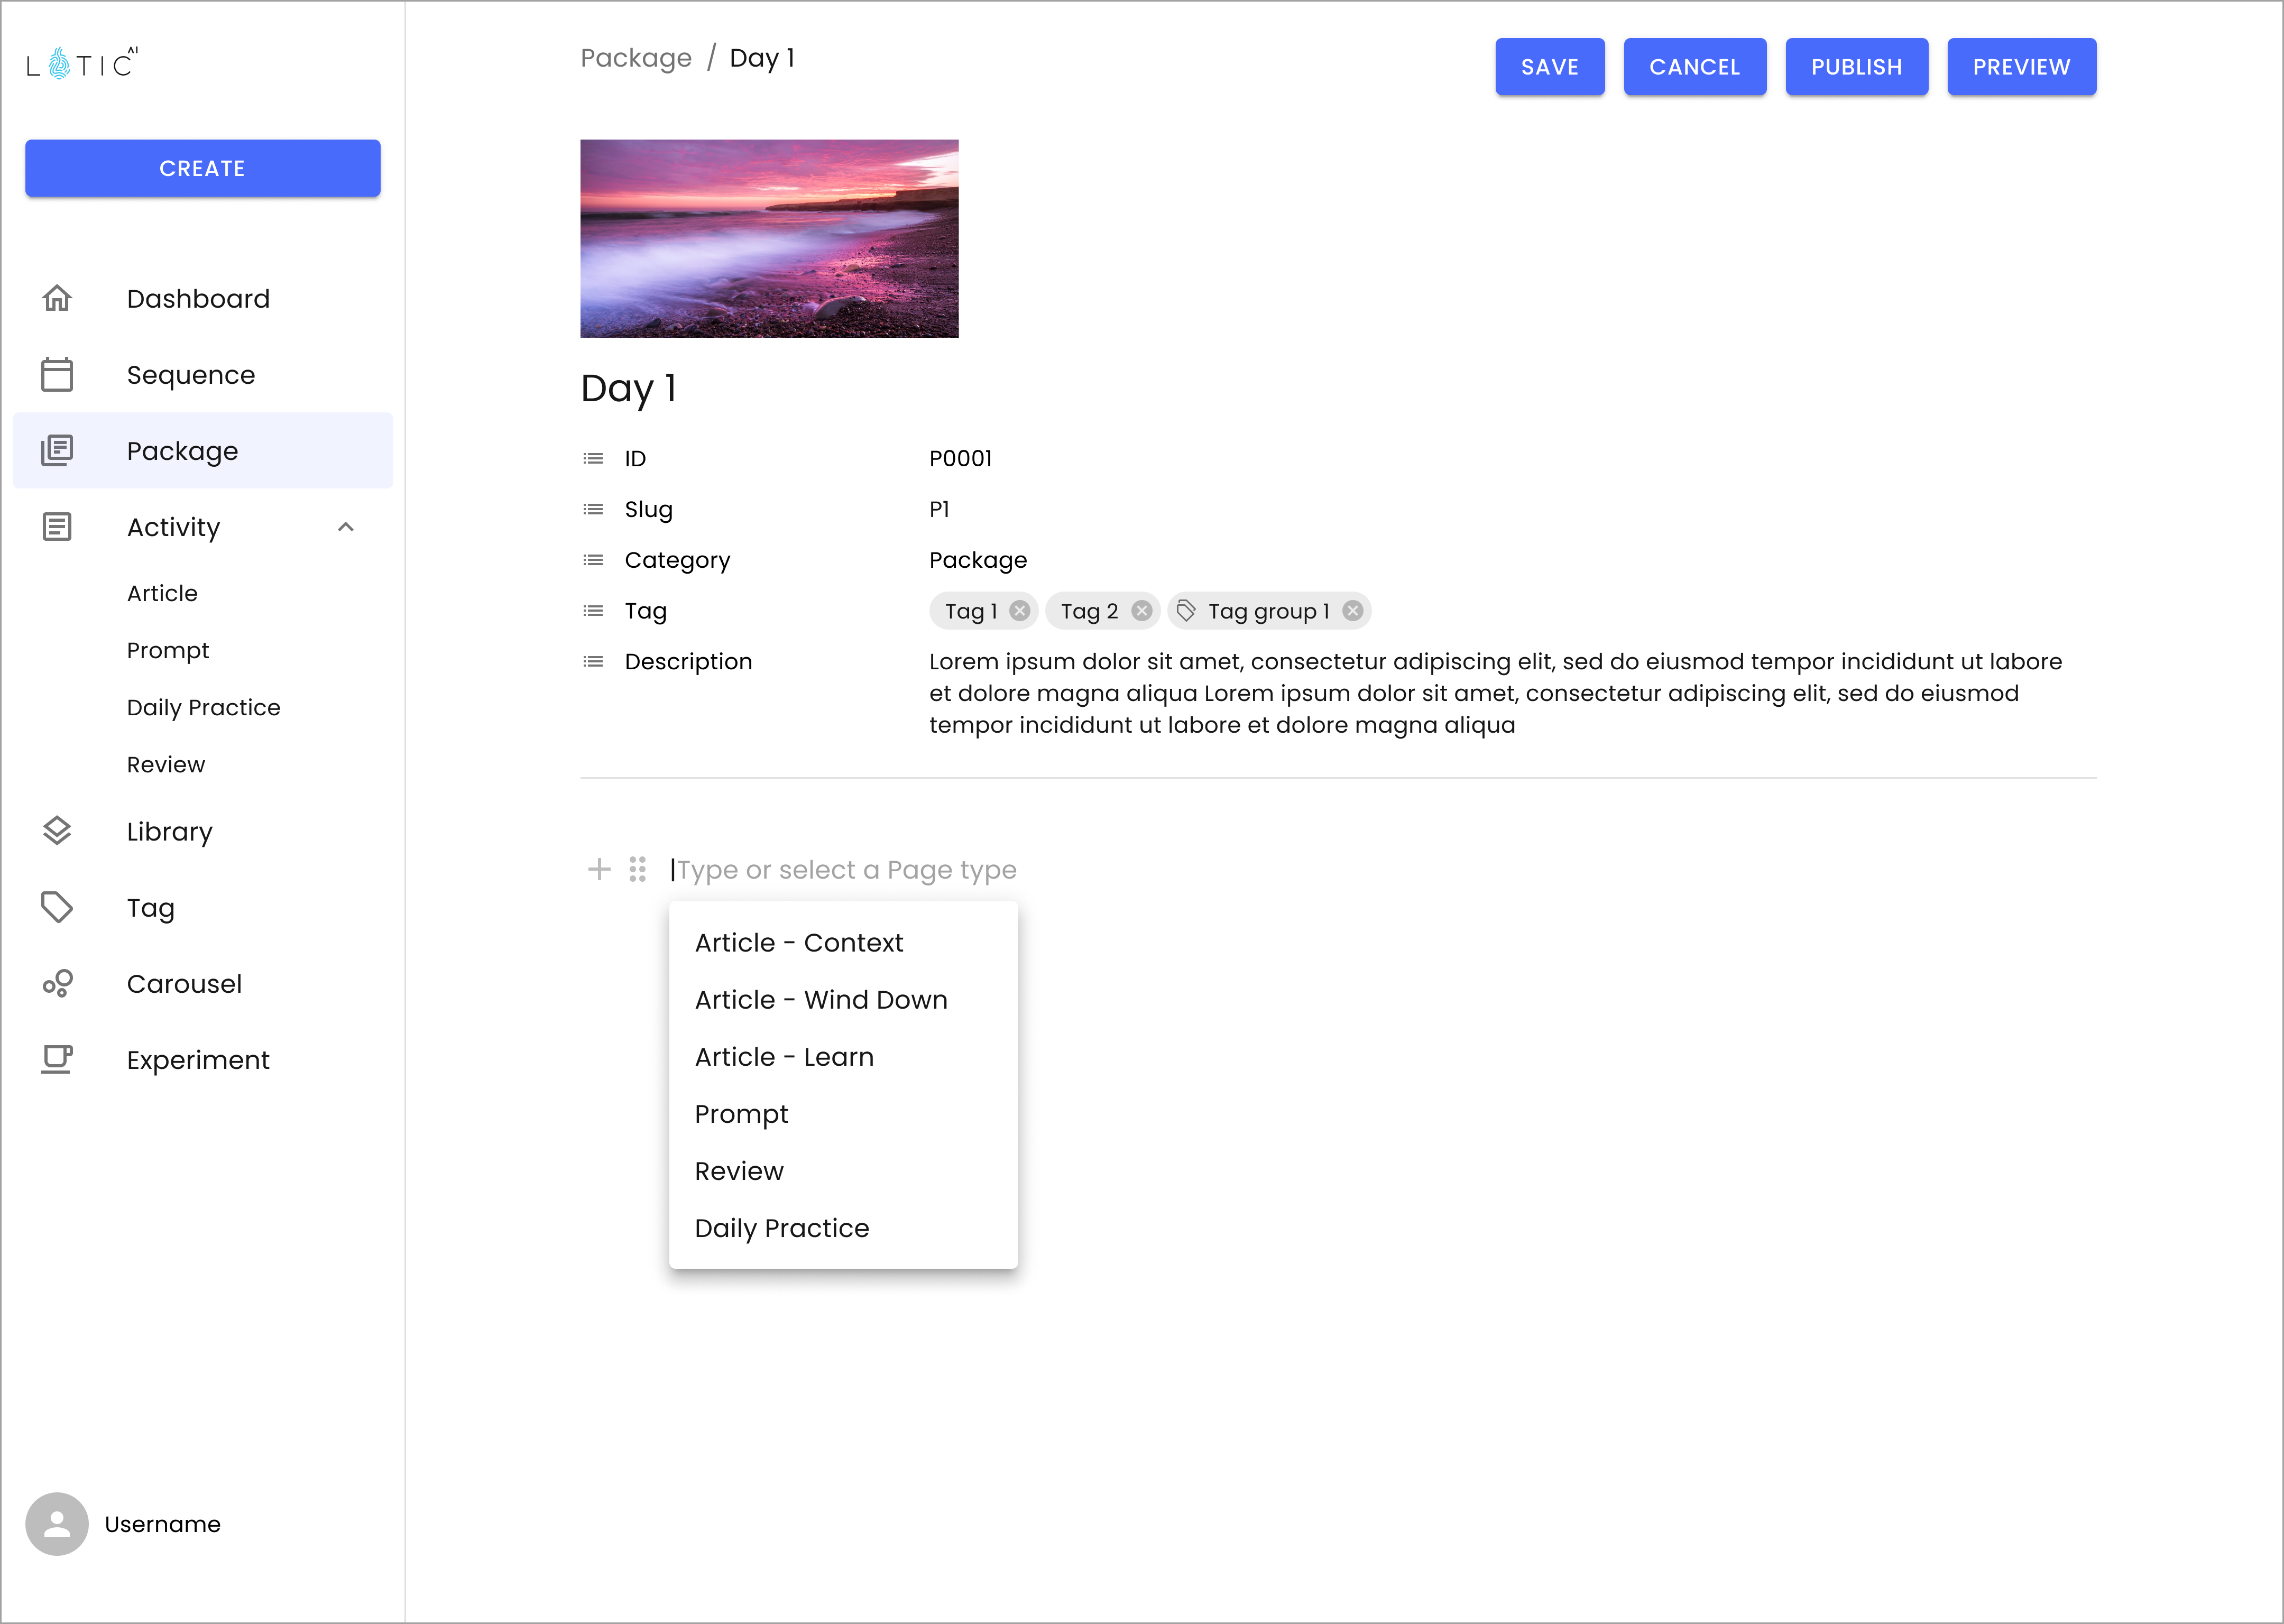 LOTIC AI
CREATE
Dashboard
Sequence
Package
Activity
Article
Prompt
Daily Practice
Review
Library
Tag
Carousel
Experiment
Username
Package / Day 1
SAVE
CANCEL
PUBLISH
PREVIEW
Day 1
ID P0001
Slug P1
Category Package
Tag Tag 1 Tag 2 Tag group 1
Description Lorem ipsum dolor sit amet, consectetur adipiscing elit, sed do eiusmod tempor incididunt ut labore
et dolore magna aliqua Lorem ipsum dolor sit amet, consectetur adipiscing elit, sed do eiusmod
tempor incididunt ut labore et dolore magna aliqua
Type or select a Page type
Article - Context
Article - Wind Down
Article - Learn
Prompt
Review
Daily Practice